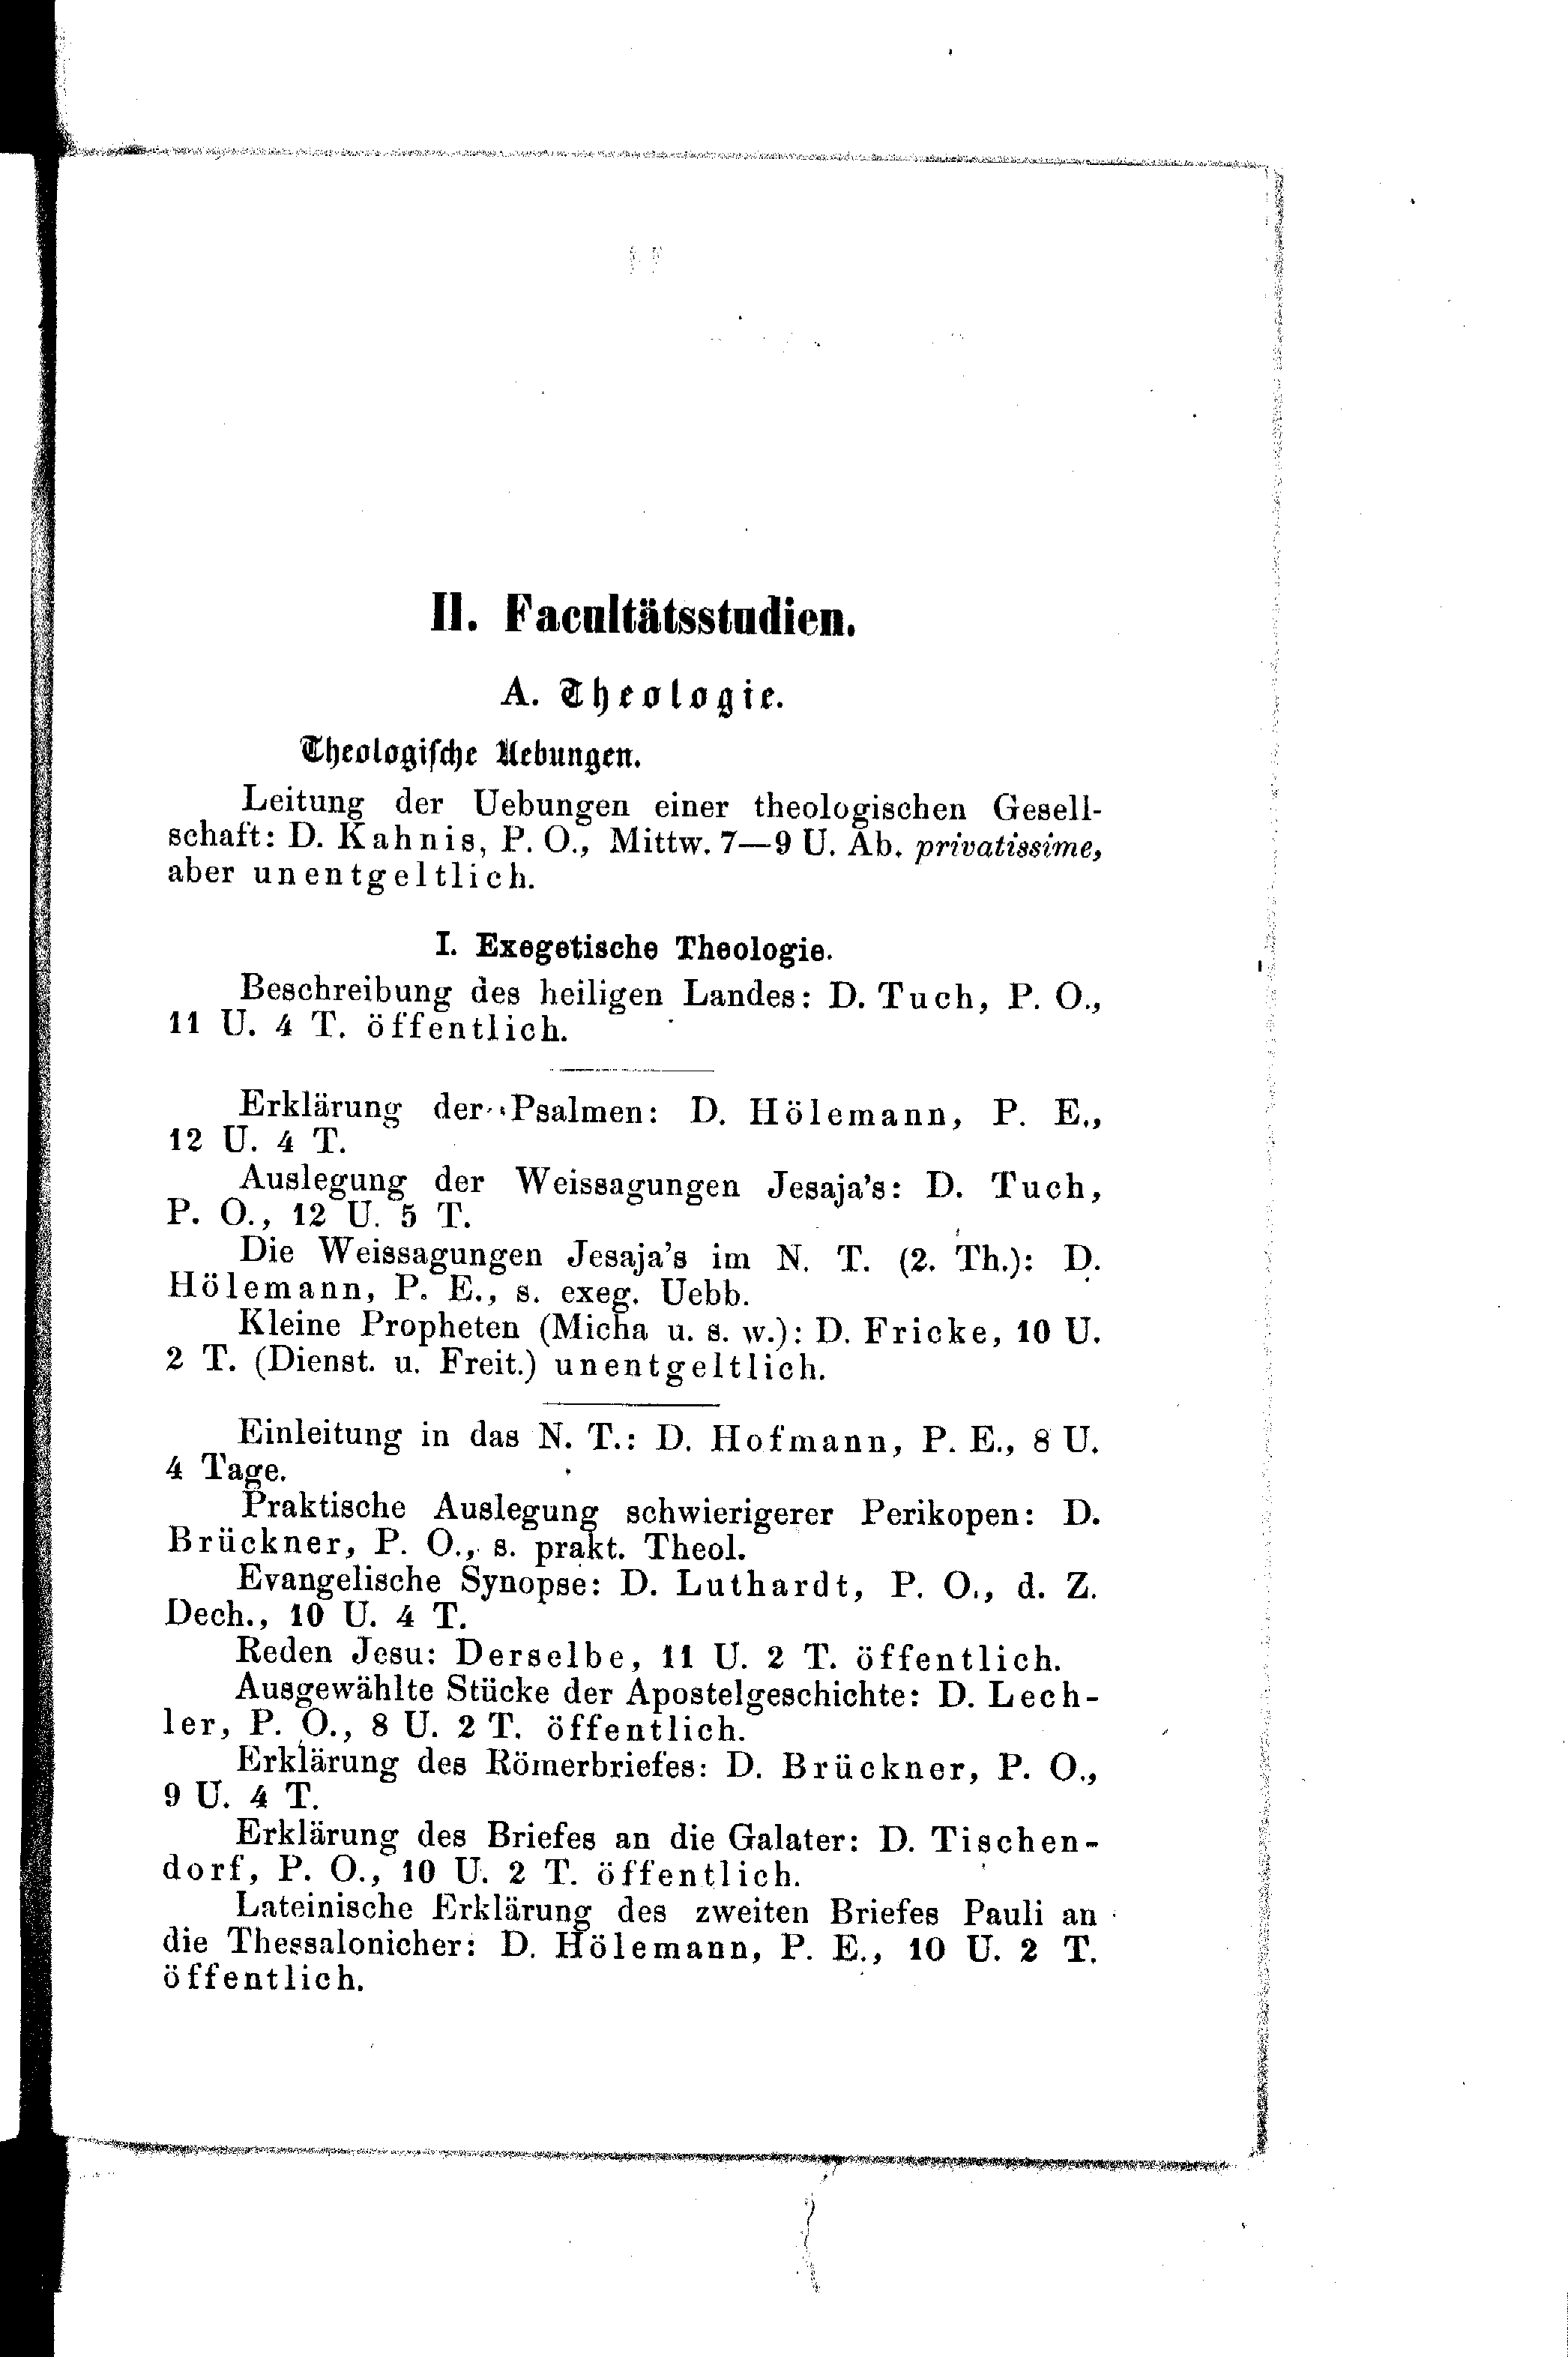 II. Facultätsstudien.
A. Theologie.
Theologische Uebungen.
Leitung der Uebungen einer theologischen Gesell-
schaft: D. Kahnis, P. O., Mittw. 7—9 U. Ab. privatissime,
aber unentgeltlich.
I. Exegetische Theologie.
Beschreibung des heiligen Landes: D. Tuch, P. O.,
11 U. 4 T. öffentlich.
Erklärung der Psalmen: D. Hölemann, P. E.,
12 U. 4 T.
Auslegung der Weissagungen Jesaja's: D. Tuch,
P. O., 12 U. 5 T.
Die Weissagungen Jesaja's im N. T. (2. Th.): D.
Hölemann, P. E., s. exeg. Uebb.
Kleine Propheten (Micha u. s. w.): D. Fricke, 10 U.
2 T. (Dienst. u. Freit.) unentgeltlich.
Einleitung in das N. T.: D. Hofmann, P. E., 8 U.
4 Tage.
Praktische Auslegung schwierigerer Perikopen: D.
Brückner, P. O., s. prakt. Theol.
Evangelische Synopse: D. Luthardt, P. O., d. Z.
Dech., 10 U. 4 T.
Reden Jesu: Derselbe, 11 U. 2 T. öffentlich.
Ausgewählte Stücke der Apostelgeschichte: D. Lech-
ler, P. O., 8 U. 2 T. öffentlich.
Erklärung des Römerbriefes: D. Brückner, P. O.,
9 U. 4 T.
Erklärung des Briefes an die Galater: D. Tischen-
dorf, P. O., 10 U. 2 T. öffentlich.
Lateinische Erklärung des zweiten Briefes Pauli an
die Thessalonicher: D. Hölemann, P. E., 10 U. 2 T.
öffentlich.